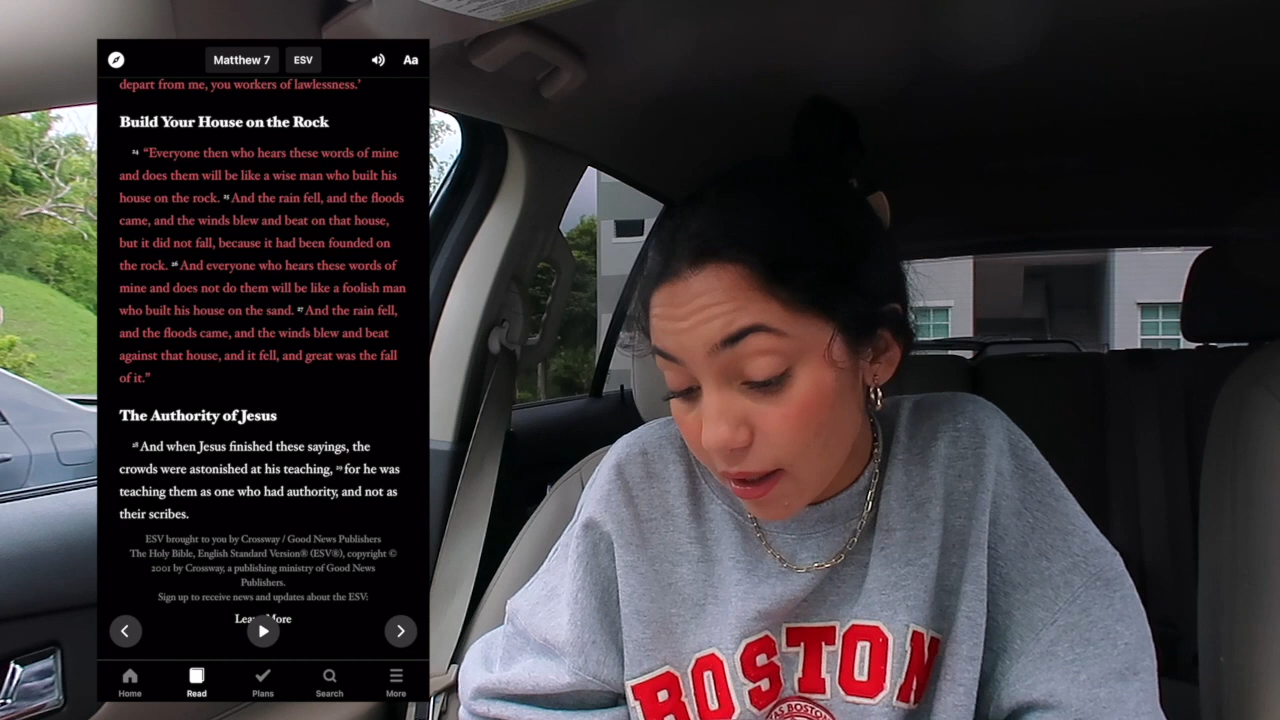 Matthew 7 ESV Aa
depart from me, you workers of lawlessness.’
Build Your House on the Rock
24 “Everyone then who hears these words of mine
and does them will be like a wise man who built his
house on the rock. 25 And the rain fell, and the floods
came, and the winds blew and beat on that house,
but it did not fall, because it had been founded on
the rock. 26 And everyone who hears these words of
mine and does not do them will be like a foolish man
who built his house on the sand. 27 And the rain fell,
and the floods came, and the winds blew and beat
against that house, and it fell, and great was the fall
of it.”
The Authority of Jesus
28 And when Jesus finished these sayings, the
crowds were astonished at his teaching, 29 for he was
teaching them as one who had authority, and not as
their scribes.
ESV brought to you by Crossway / Good News Publishers
The Holy Bible, English Standard Version® (ESV®), copyright ©
2001 by Crossway, a publishing ministry of Good News
Publishers.
Sign up to receive news and updates about the ESV:
More
Home Read Plans Search More
BOSTON
BOSTON